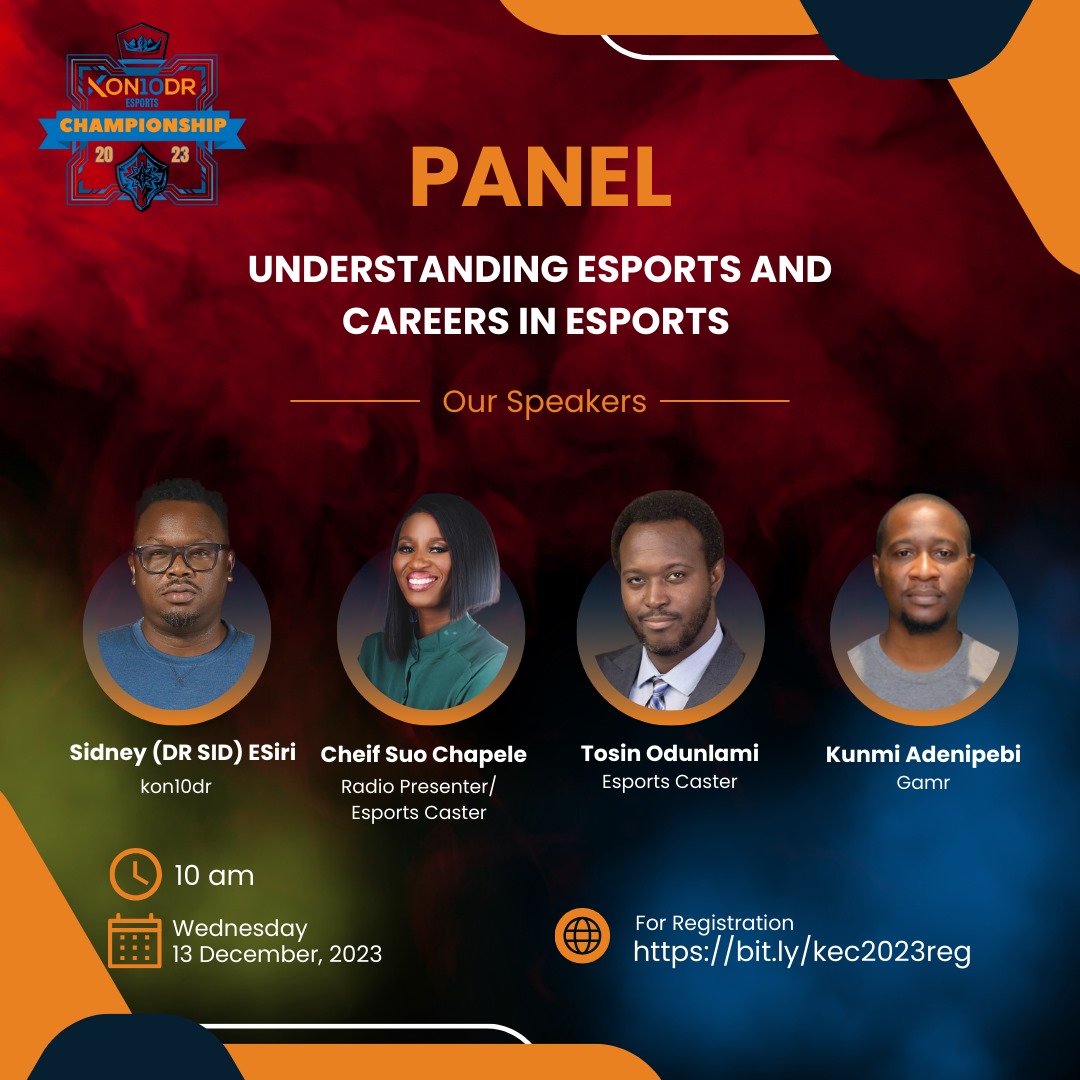 KON10DR
ESPORTS
CHAMPIONSHIP
20 23
PANEL
UNDERSTANDING ESPORTS AND
CAREERS IN ESPORTS
Our Speakers
Sidney (DR SID) ESiri
kon10dr
Cheif Suo Chapele
Radio Presenter/
Esports Caster
Tosin Odunlami
Esports Caster
Kunmi Adenipebi
Gamr
10 am
Wednesday
13 December, 2023
For Registration
https://bit.ly/kec2023reg